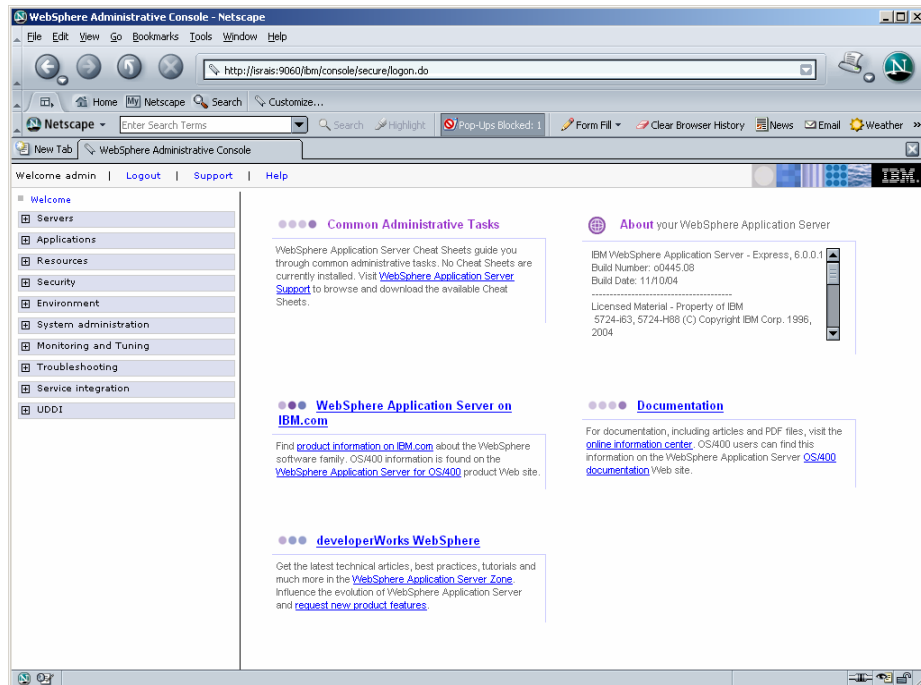 WebSphere Administrative Console - Netscape
File Edit View Go Bookmarks Tools Window Help
http://israis:9060/ibm/console/secure/logon.do
Home My Netscape Search Customize...
Netscape Enter Search Terms Search Highlight Pop-Ups Blocked: 1 Form Fill Clear Browser History News Email Weather »
New Tab WebSphere Administrative Console
Welcome admin | Logout | Support | Help IBM.
Welcome
Servers
Applications
Resources
Security
Environment
System administration
Monitoring and Tuning
Troubleshooting
Service integration
UDDI
Common Administrative Tasks
WebSphere Application Server Cheat Sheets guide you
through common administrative tasks. No Cheat Sheets are
currently installed. Visit WebSphere Application Server
Support to browse and download the available Cheat
Sheets.
About your WebSphere Application Server
IBM WebSphere Application Server - Express, 6.0.0.1
Build Number: o0445.08
Build Date: 11/10/04
----------------------------------------
Licensed Material - Property of IBM
5724-i63, 5724-H88 (C) Copyright IBM Corp. 1996,
2004
WebSphere Application Server on
IBM.com
Find product information on IBM.com about the WebSphere
software family. OS/400 information is found on the
WebSphere Application Server for OS/400 product Web site.
Documentation
For documentation, including articles and PDF files, visit the
online information center. OS/400 users can find this
information on the WebSphere Application Server OS/400
documentation Web site.
developerWorks WebSphere
Get the latest technical articles, best practices, tutorials and
much more in the WebSphere Application Server Zone.
Influence the evolution of WebSphere Application Server
and request new product features.